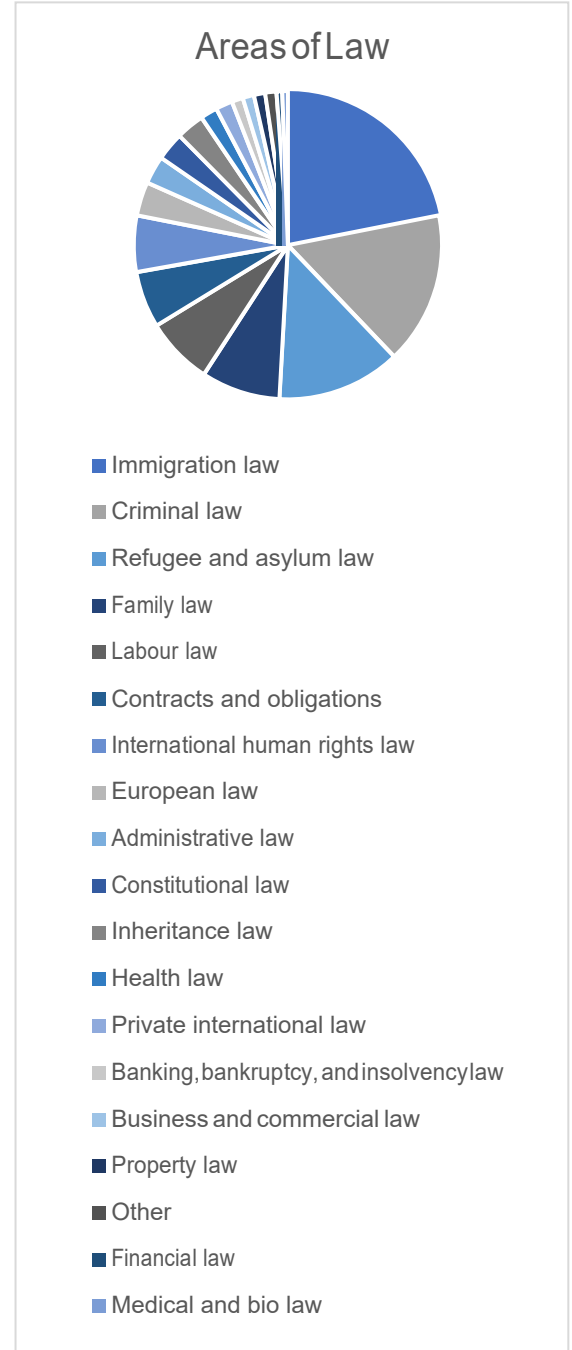 Areas of Law
Immigration law
Criminal law
Refugee and asylum law
Family law
Labour law
Contracts and obligations
International human rights law
European law
Administrative law
Constitutional law
Inheritance law
Health law
Private international law
Banking, bankruptcy, and insolvency law
Business and commercial law
Property law
Other
Financial law
Medical and bio law